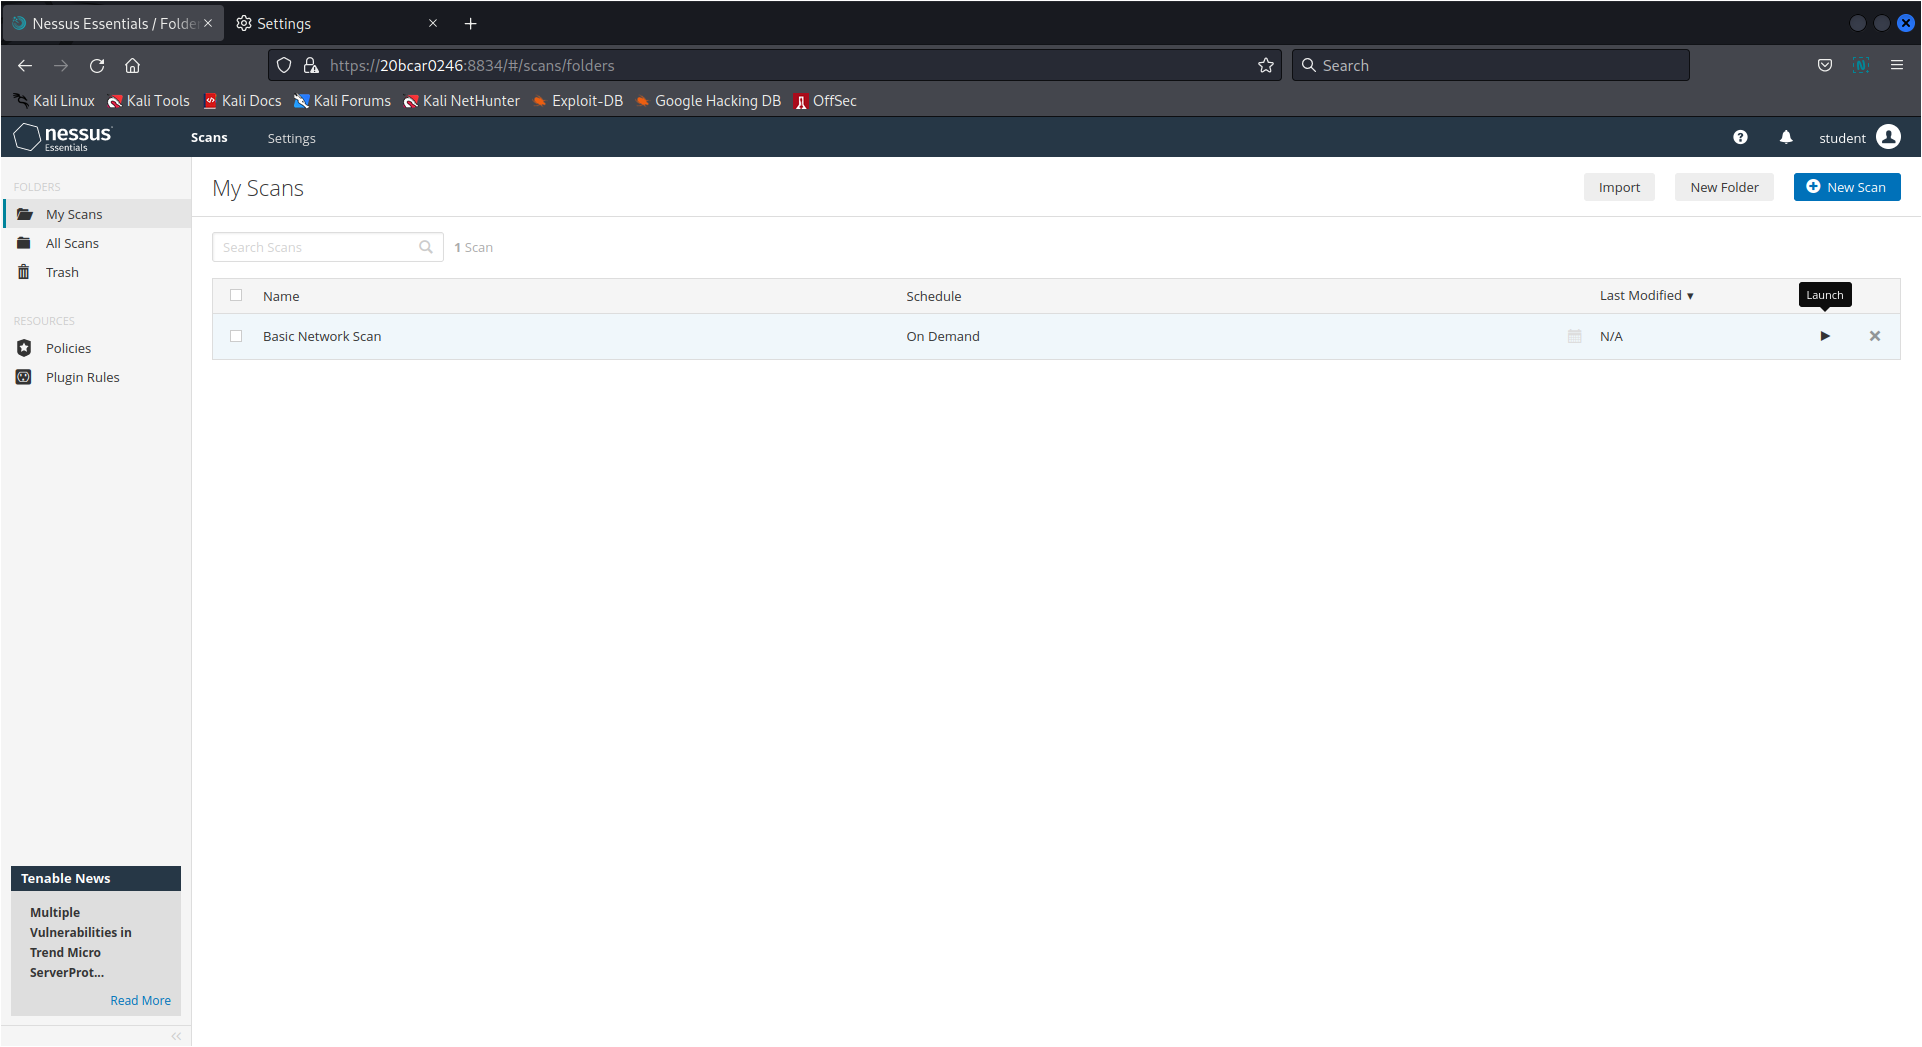 Nessus Essentials / Folde
Settings
https://20bcar0246:8834/#/scans/folders
Search
Kali Linux
Kali Tools
Kali Docs
Kali Forums
Kali NetHunter
Exploit-DB
Google Hacking DB
OffSec
nessus
Essentials
Scans
Settings
student
FOLDERS
My Scans
All Scans
Trash
RESOURCES
Policies
Plugin Rules
Tenable News
Multiple
Vulnerabilities in
Trend Micro
ServerProt...
Read More
My Scans
Import
New Folder
New Scan
Search Scans
1 Scan
Name
Schedule
Last Modified ▼
Launch
Basic Network Scan
On Demand
N/A